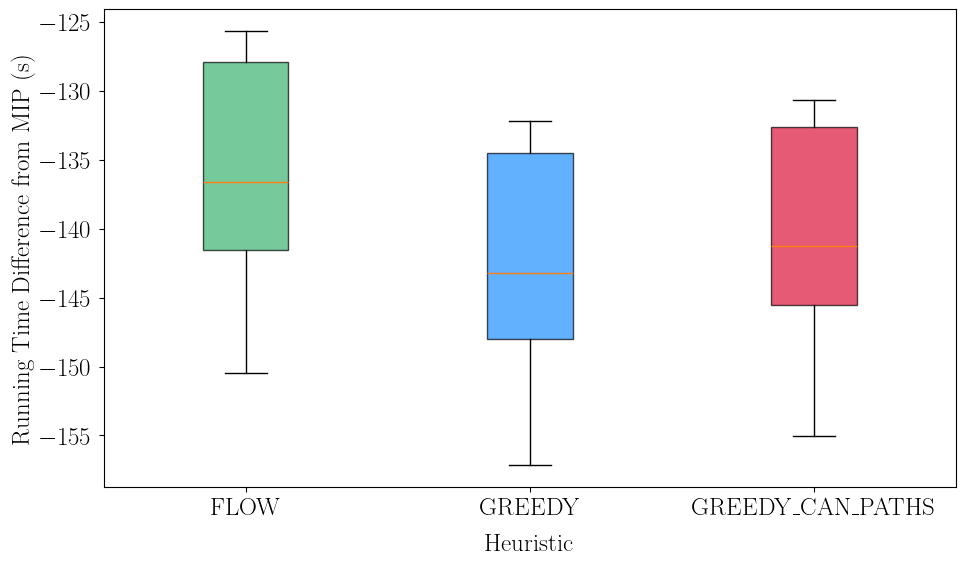 Running Time Difference from MIP (s)
−125
−130
−135
−140
−145
−150
−155
FLOW
GREEDY
GREEDY_CAN_PATHS
Heuristic